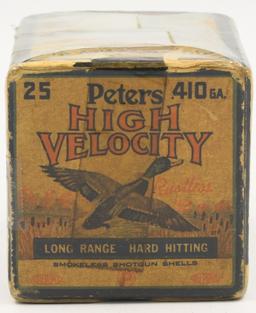 25 Peters .410 GA.
HIGH
VELOCITY
Rustless
LONG RANGE HARD HITTING
SMOKELESS SHOTGUN SHELLS